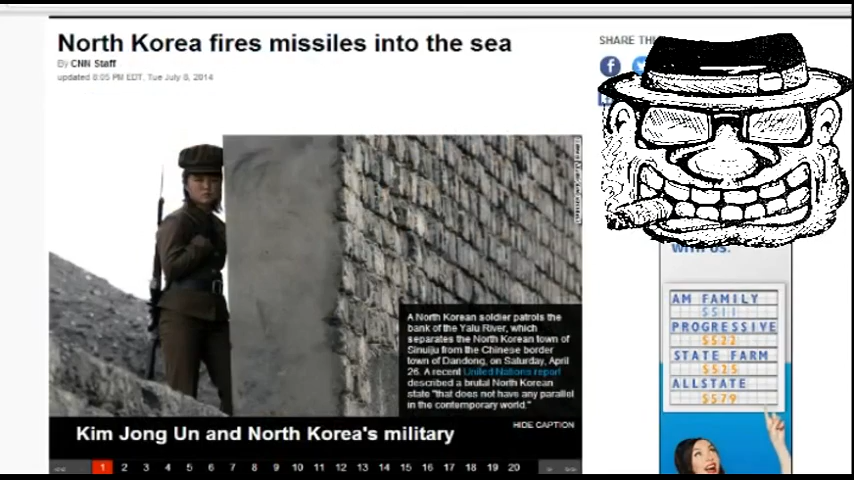 North Korea fires missiles into the sea
By CNN Staff
updated 8:05 PM EDT, Tue July 8, 2014
SHARE
A North Korean soldier patrols the
bank of the Yalu River, which
separates the North Korean town of
Sinuiju from the Chinese border
town of Dandong, on Saturday, April
26. A recent United Nations report
described a brutal North Korean
state "that does not have any parallel
in the contemporary world."
HIDE CAPTION
Kim Jong Un and North Korea's military
<< 1 2 3 4 5 6 7 8 9 10 11 12 13 14 15 16 17 18 19 20 » >>
with us.
AM FAMILY
$511
PROGRESSIVE
$522
STATE FARM
$525
ALLSTATE
$579